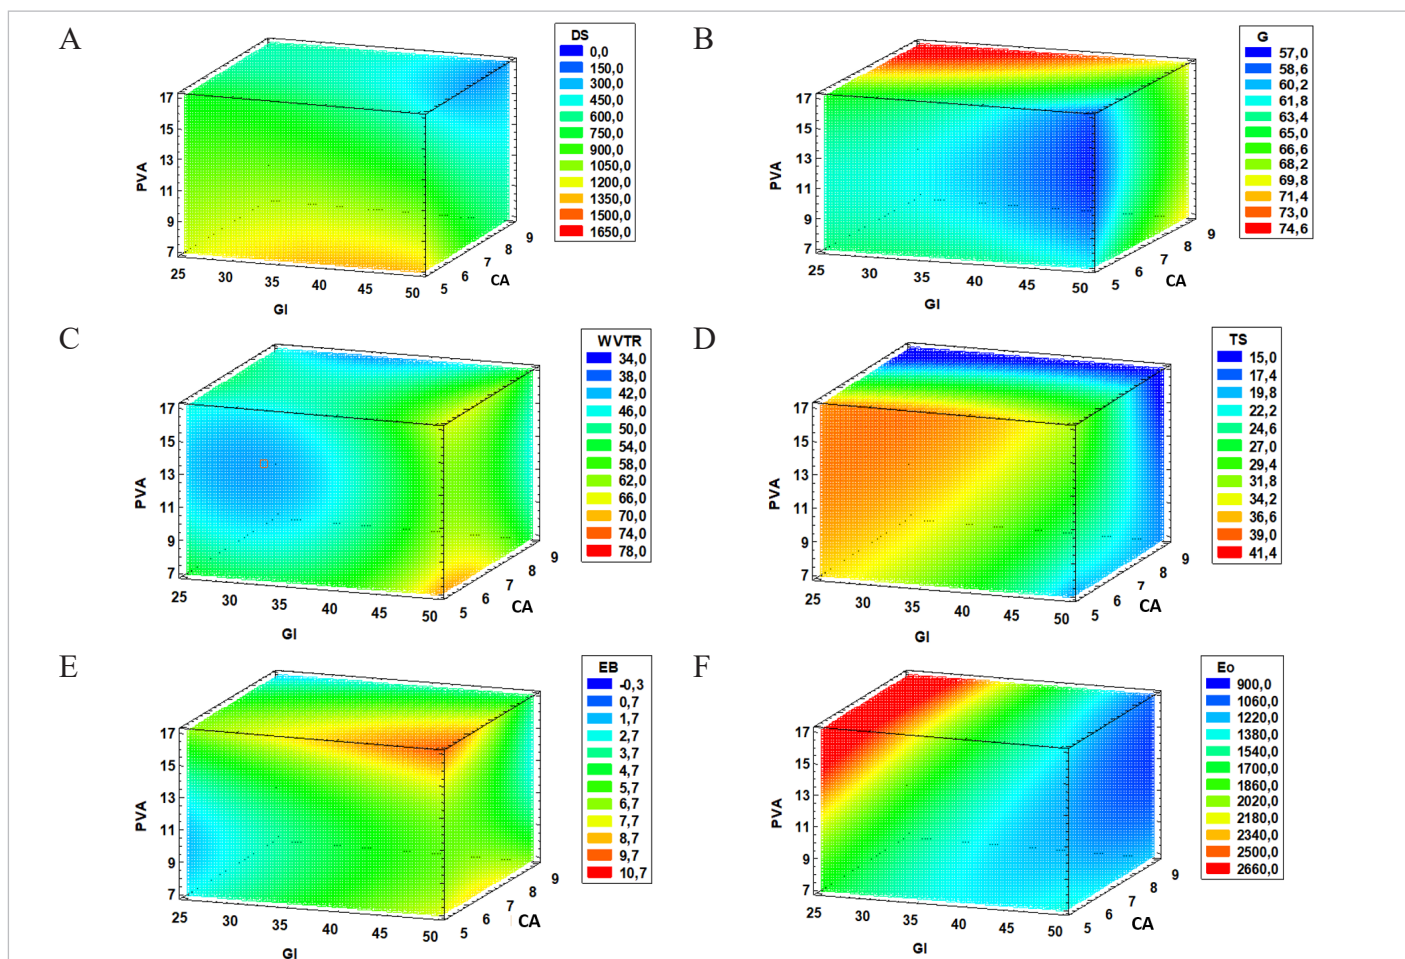 A
DS
0,0
150,0
300,0
450,0
600,0
750,0
900,0
1050,0
1200,0
1350,0
1500,0
1650,0
PVA
17
15
13
11
9
7
25 30 35 40 45 50
GI
5 6 7 8 9
CA
B
G
57,0
58,6
60,2
61,8
63,4
65,0
66,6
68,2
69,8
71,4
73,0
74,6
PVA
17
15
13
11
9
7
25 30 35 40 45 50
GI
5 6 7 8 9
CA
C
WVTR
34,0
38,0
42,0
46,0
50,0
54,0
58,0
62,0
66,0
70,0
74,0
78,0
PVA
17
15
13
11
9
7
25 30 35 40 45 50
GI
5 6 7 8 9
CA
D
TS
15,0
17,4
19,8
22,2
24,6
27,0
29,4
31,8
34,2
36,6
39,0
41,4
PVA
17
15
13
11
9
7
25 30 35 40 45 50
GI
5 6 7 8 9
CA
E
EB
-0,3
0,7
1,7
2,7
3,7
4,7
5,7
6,7
7,7
8,7
9,7
10,7
PVA
17
15
13
11
9
7
25 30 35 40 45 50
GI
5 6 7 8 9
CA
F
Eo
900,0
1060,0
1220,0
1380,0
1540,0
1700,0
1860,0
2020,0
2180,0
2340,0
2500,0
2660,0
PVA
17
15
13
11
9
7
25 30 35 40 45 50
GI
5 6 7 8 9
CA